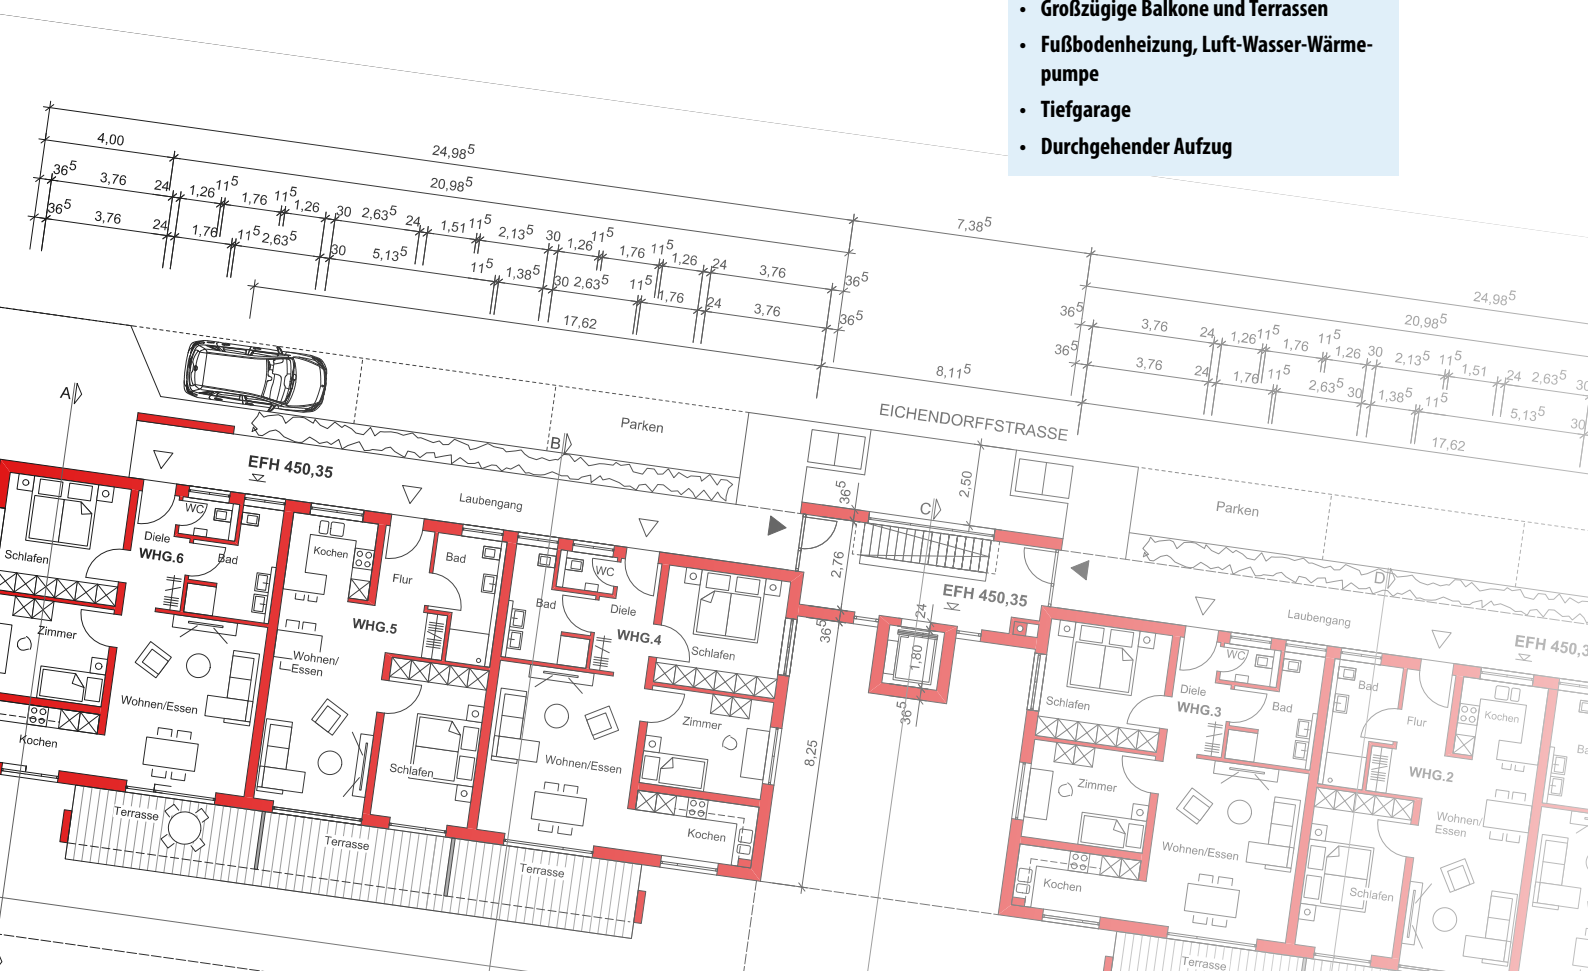 • Großzügige Balkone und Terrassen
• Fußbodenheizung, Luft-Wasser-Wärme-
pumpe
• Tiefgarage
• Durchgehender Aufzug
24,98⁵
4,00
20,98⁵
36⁵ 3,76 24 1,26 11⁵ 1,76 11⁵ 1,26 30 2,63⁵ 24 1,51 11⁵ 2,13⁵ 30 1,26 11⁵ 1,76 11⁵ 1,26 24 3,76 36⁵
36⁵ 3,76 24 1,76 11⁵ 2,63⁵ 30 5,13⁵ 11⁵ 1,38⁵ 30 2,63⁵ 11⁵ 1,76 24 3,76 36⁵
17,62
7,38⁵
8,11⁵
24,98⁵
20,98⁵
36⁵ 3,76 24 1,26 11⁵ 1,76 11⁵ 1,26 30 2,13⁵ 11⁵ 1,51 24 2,63⁵ 30
36⁵ 3,76 24 1,76 11⁵ 2,63⁵ 30 1,38⁵ 11⁵ 5,13⁵ 30
17,62
A
B
C
D
Parken
EICHENDORFFSTRASSE
Parken
EFH 450,35
Laubengang
2,50
36⁵
2,76
36⁵
8,25
24
1,80
36⁵
EFH 450,35
Laubengang
EFH 450,3
Schlafen
WC
Diele
WHG.6
Bad
Zimmer
Wohnen/Essen
Kochen
Terrasse
Kochen
Flur
Bad
WHG.5
Wohnen/
Essen
Schlafen
Terrasse
WC
Bad
Diele
WHG.4
Schlafen
Zimmer
Wohnen/Essen
Kochen
Terrasse
Schlafen
WC
Diele
WHG.3
Bad
Zimmer
Wohnen/Essen
Kochen
Terrasse
Bad
Flur
Kochen
WHG.2
Wohnen/
Essen
Schlafen
Ba